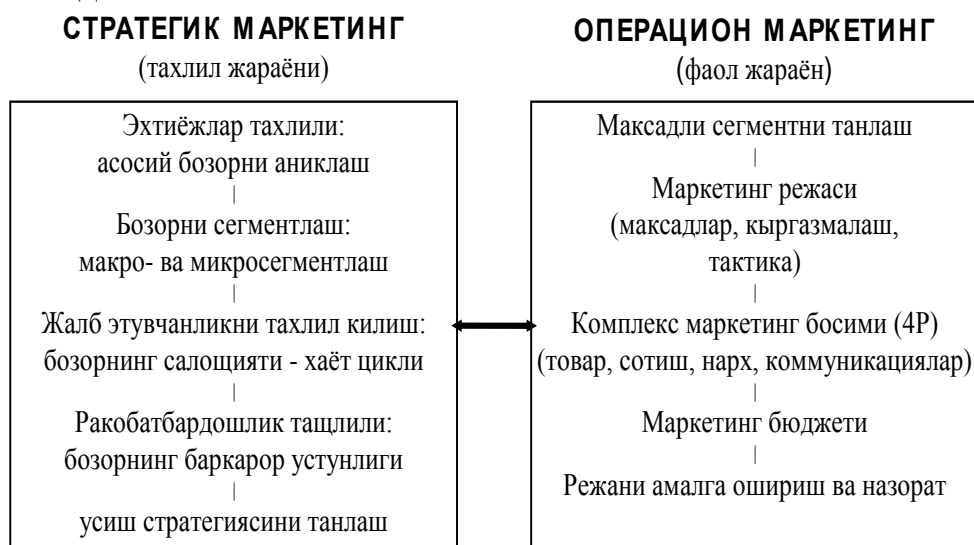 СТРАТЕГИК МАРКЕТИНГ
(тахлил жараёни)
Эхтиёжлар тахлили:
асосий бозорни аниклаш
Бозорни сегментлаш:
макро- ва микросегментлаш
Жалб этувчанликни тахлил килиш:
бозорнинг салощияти - хаёт цикли
Ракобатбардошлик тащлили:
бозорнинг баркарор устунлиги
усиш стратегиясини танлаш
ОПЕРАЦИОН МАРКЕТИНГ
(фаол жараён)
Максадли сегментни танлаш
Маркетинг режаси
(максадлар, кыргазмалаш,
тактика)
Комплекс маркетинг босими (4Р)
(товар, сотиш, нарх, коммуникациялар)
Маркетинг бюджети
Режани амалга ошириш ва назорат